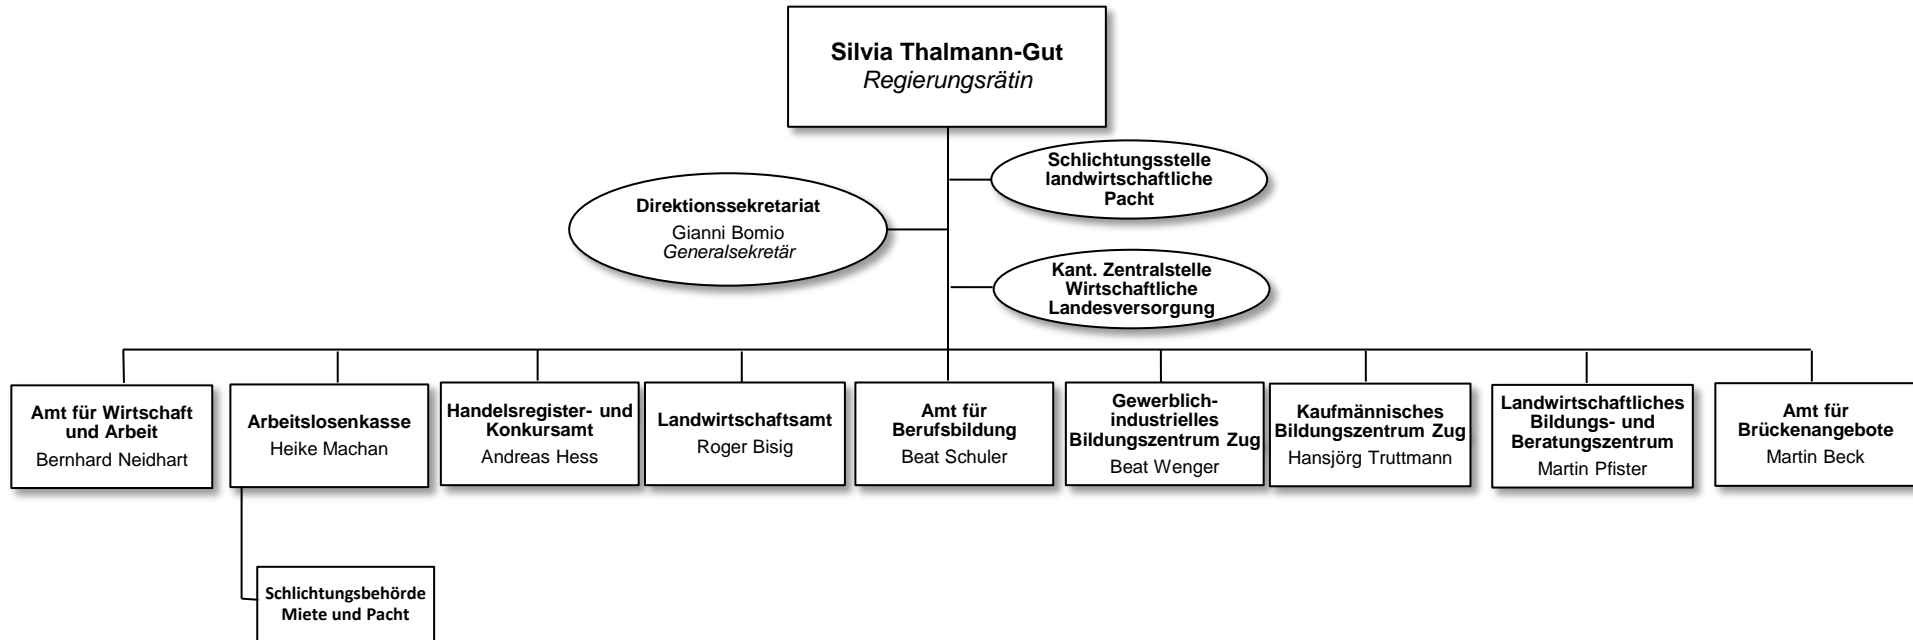 Silvia Thalmann-Gut
Regierungsrätin
Schlichtungsstelle
landwirtschaftliche
Pacht
Direktionssekretariat
Gianni Bomio
Generalsekretär
Kant. Zentralstelle
Wirtschaftliche
Landesversorgung
Amt für Wirtschaft
und Arbeit
Bernhard Neidhart
Arbeitslosenkasse
Heike Machan
Handelsregister- und
Konkursamt
Andreas Hess
Landwirtschaftsamt
Roger Bisig
Amt für
Berufsbildung
Beat Schuler
Gewerblich-
industrielles
Bildungszentrum Zug
Beat Wenger
Kaufmännisches
Bildungszentrum Zug
Hansjörg Truttmann
Landwirtschaftliches
Bildungs- und
Beratungszentrum
Martin Pfister
Amt für
Brückenangebote
Martin Beck
Schlichtungsbehörde
Miete und Pacht